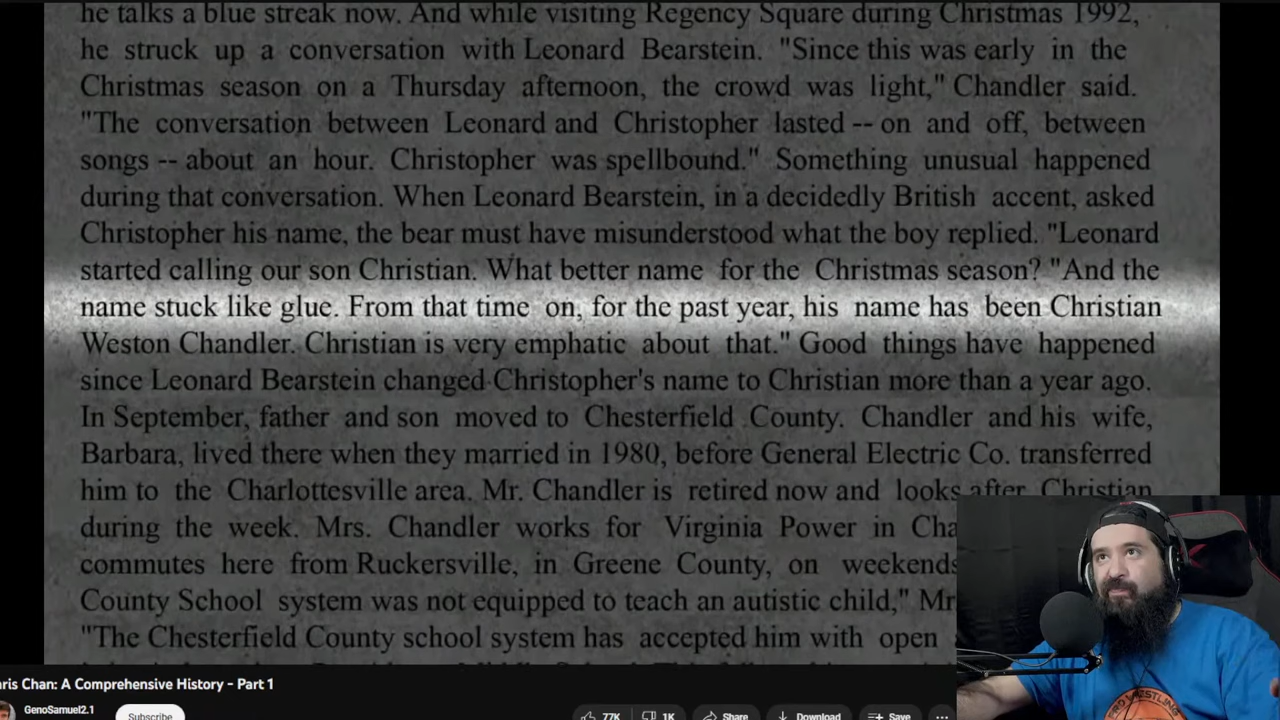 he talks a blue streak now. And while visiting Regency Square during Christmas 1992,
he struck up a conversation with Leonard Bearstein. "Since this was early in the
Christmas season on a Thursday afternoon, the crowd was light," Chandler said.
"The conversation between Leonard and Christopher lasted -- on and off, between
songs -- about an hour. Christopher was spellbound." Something unusual happened
during that conversation. When Leonard Bearstein, in a decidedly British accent, asked
Christopher his name, the bear must have misunderstood what the boy replied. "Leonard
started calling our son Christian. What better name for the Christmas season? "And the
name stuck like glue. From that time on, for the past year, his name has been Christian
Weston Chandler. Christian is very emphatic about that." Good things have happened
since Leonard Bearstein changed Christopher's name to Christian more than a year ago.
In September, father and son moved to Chesterfield County. Chandler and his wife,
Barbara, lived there when they married in 1980, before General Electric Co. transferred
him to the Charlottesville area. Mr. Chandler is retired now and looks after Christian
during the week. Mrs. Chandler works for Virginia Power in Cha
commutes here from Ruckersville, in Greene County, on weekends
County School system was not equipped to teach an autistic child," Mr
"The Chesterfield County school system has accepted him with open
aris Chan: A Comprehensive History - Part 1
GenoSamuel2.1
Subscribe
77K
1K
Share
Download
Save
...
RO WRESTLING